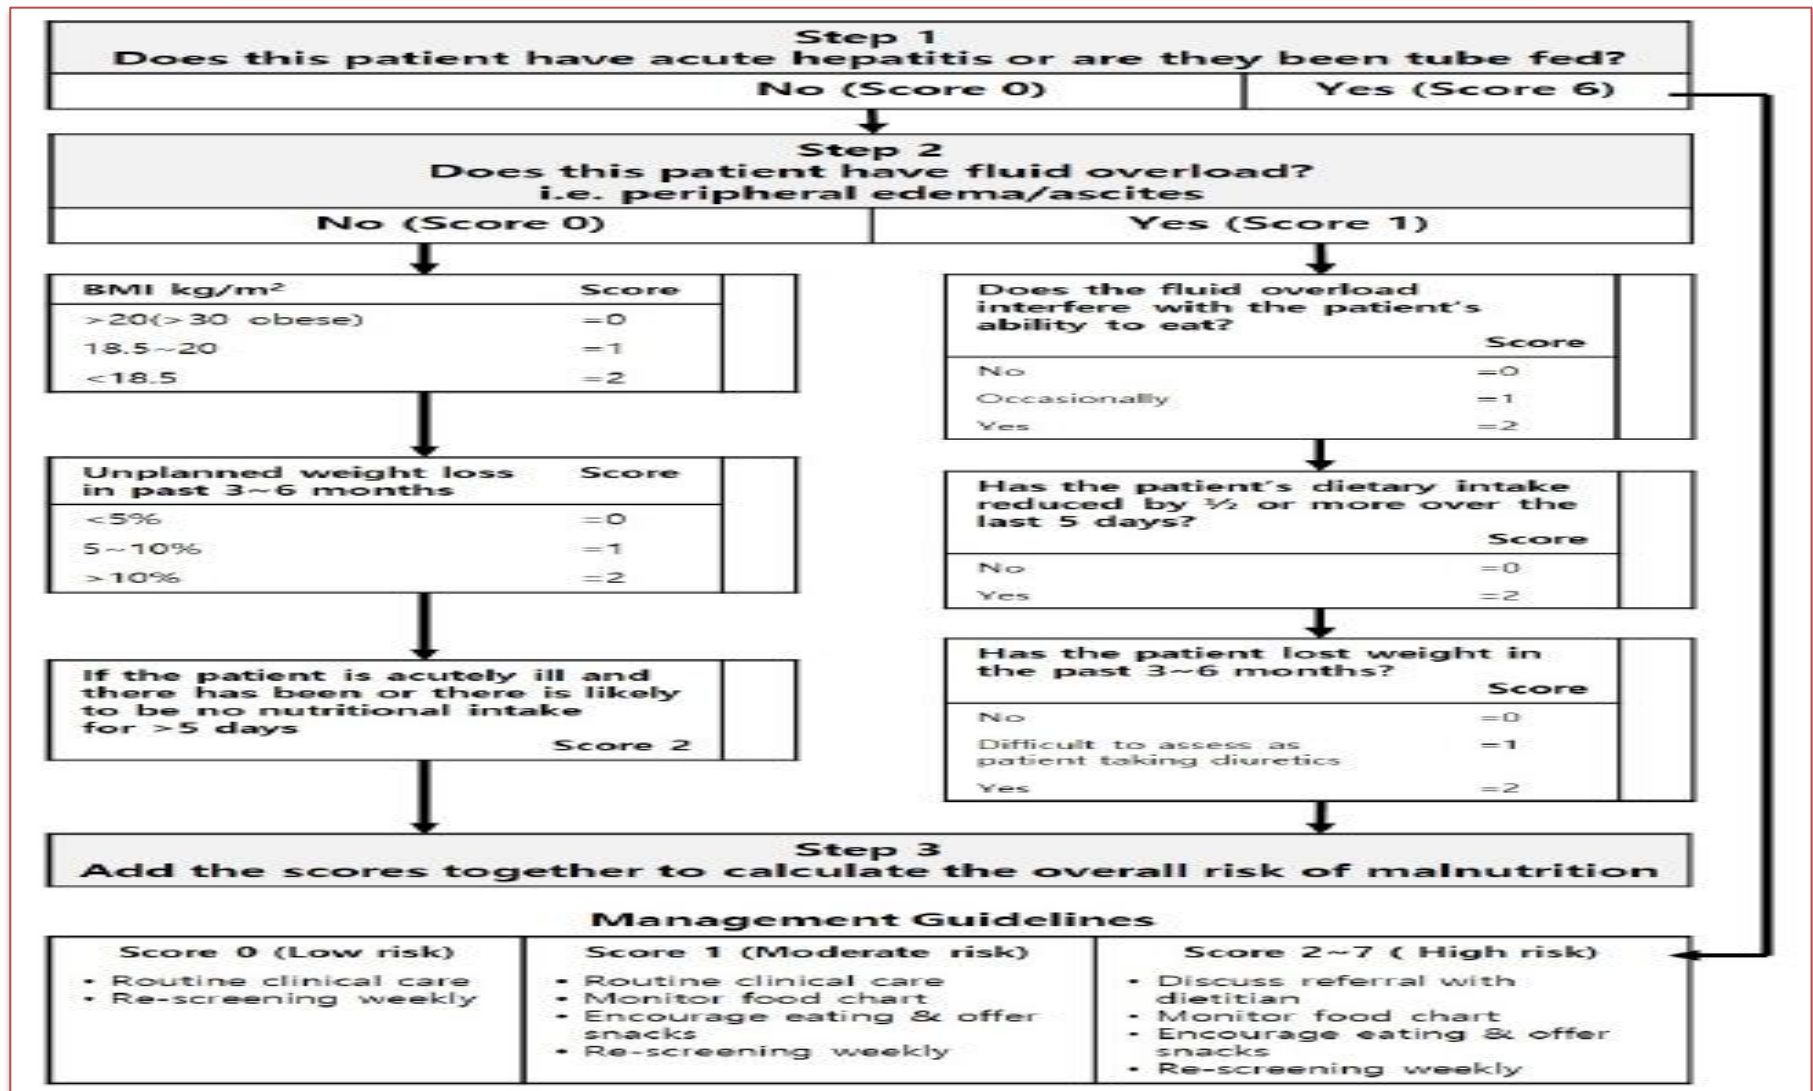 Step 1
Does this patient have acute hepatitis or are they been tube fed?
No (Score 0)
Yes (Score 6)
Step 2
Does this patient have fluid overload?
i.e. peripheral edema/ascites
No (Score 0)
Yes (Score 1)
BMI kg/m² Score
>20(>30 obese) =0
18.5~20 =1
<18.5 =2
Unplanned weight loss Score
in past 3~6 months
<5% =0
5~10% =1
>10% =2
If the patient is acutely ill and
there has been or there is likely
to be no nutritional intake
for >5 days
Score 2
Does the fluid overload
interfere with the patient's
ability to eat?
Score
No =0
Occasionally =1
Yes =2
Has the patient's dietary intake
reduced by ½ or more over the
last 5 days?
Score
No =0
Yes =2
Has the patient lost weight in
the past 3~6 months?
Score
No =0
Difficult to assess as =1
patient taking diuretics
Yes =2
Step 3
Add the scores together to calculate the overall risk of malnutrition
Management Guidelines
Score 0 (Low risk)
• Routine clinical care
• Re-screening weekly
Score 1 (Moderate risk)
• Routine clinical care
• Monitor food chart
• Encourage eating & offer
snacks
• Re-screening weekly
Score 2~7 ( High risk)
• Discuss referral with
dietitian
• Monitor food chart
• Encourage eating & offer
snacks
• Re-screening weekly